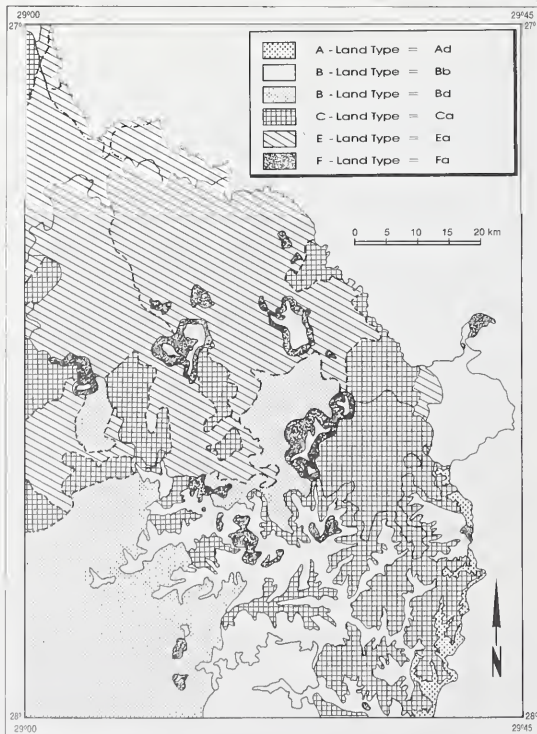 29°00 29°45
27° 27°
A - Land Type = Ad
B - Land Type = Bb
B - Land Type = Bd
C - Land Type = Ca
E - Land Type = Ea
F - Land Type = Fa
0 5 10 15 20 km
N
28° 28°
29°00 29°45